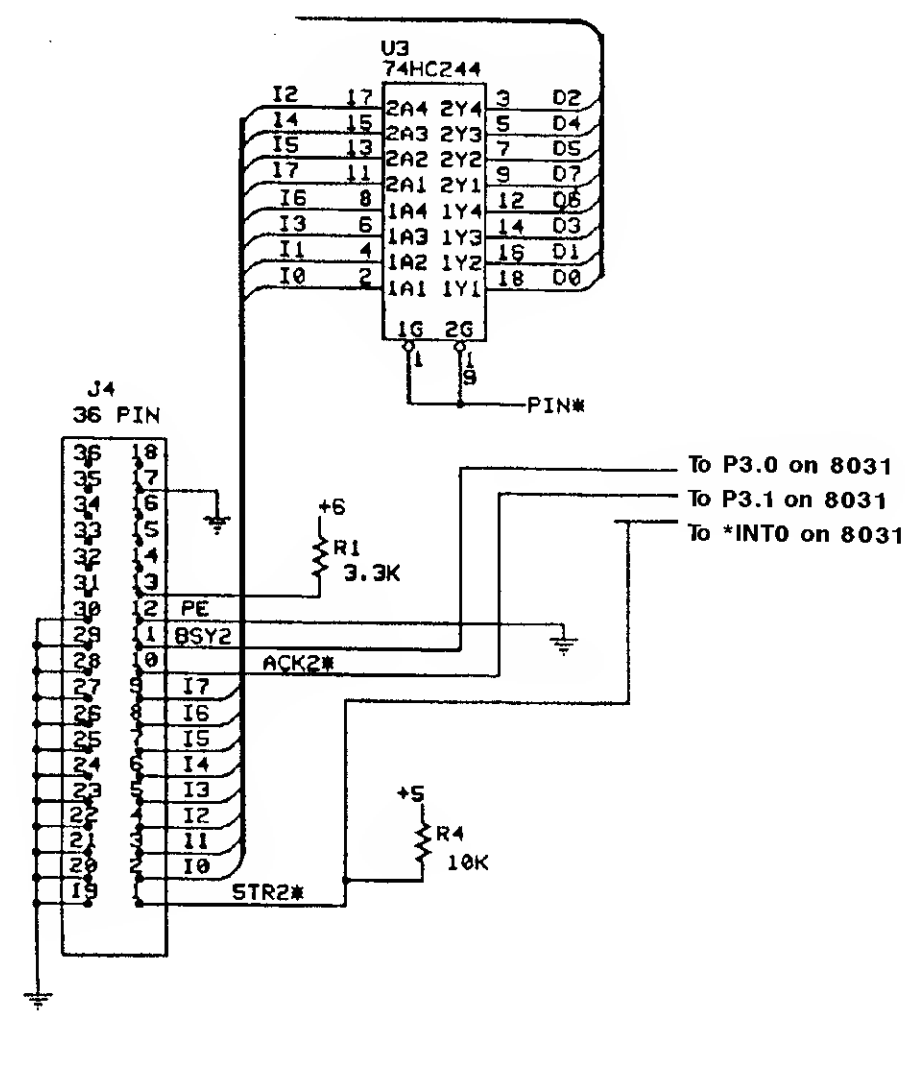 U3
74HC244
I2 17 2A4 2Y4 3 D2
I4 15 2A3 2Y3 5 D4
I5 13 2A2 2Y2 7 D5
I7 11 2A1 2Y1 9 D7
I6 8 1A4 1Y4 12 D6
I3 6 1A3 1Y3 14 D3
I1 4 1A2 1Y2 16 D1
I0 2 1A1 1Y1 18 D0
1G 2G
1 19
PIN*
J4
36 PIN
36 18
35 17
34 16
33 15
32 14
31 13
30 12 PE
29 11 BSY2
28 10 ACK2*
27 9 I7
26 8 I6
25 7 I5
24 6 I4
23 5 I3
22 4 I2
21 3 I1
20 2 I0
19 1 STR2*
To P3.0 on 8031
To P3.1 on 8031
To *INT0 on 8031
+6
R1
3.3K
+5
R4
10K